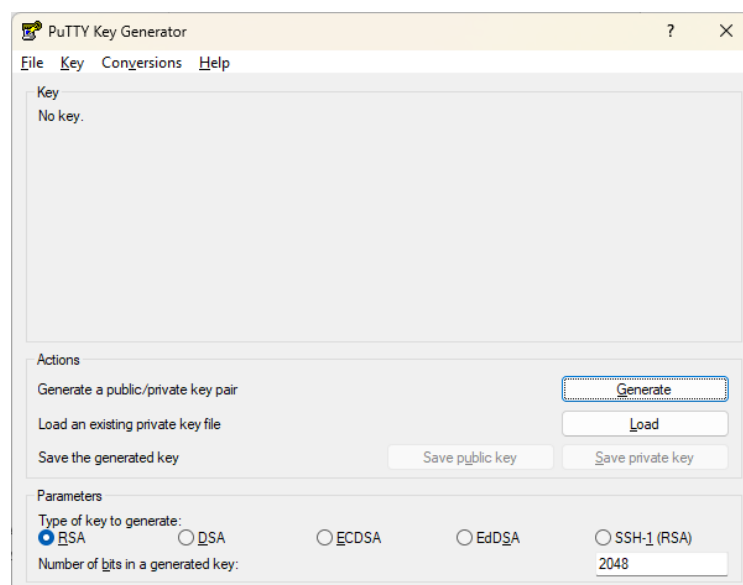 PuTTY Key Generator ?
File Key Conversions Help
Key
No key.
Actions
Generate a public/private key pair Generate
Load an existing private key file Load
Save the generated key Save public key Save private key
Parameters
Type of key to generate:
RSA DSA ECDSA EdDSA SSH-1 (RSA)
Number of bits in a generated key: 2048